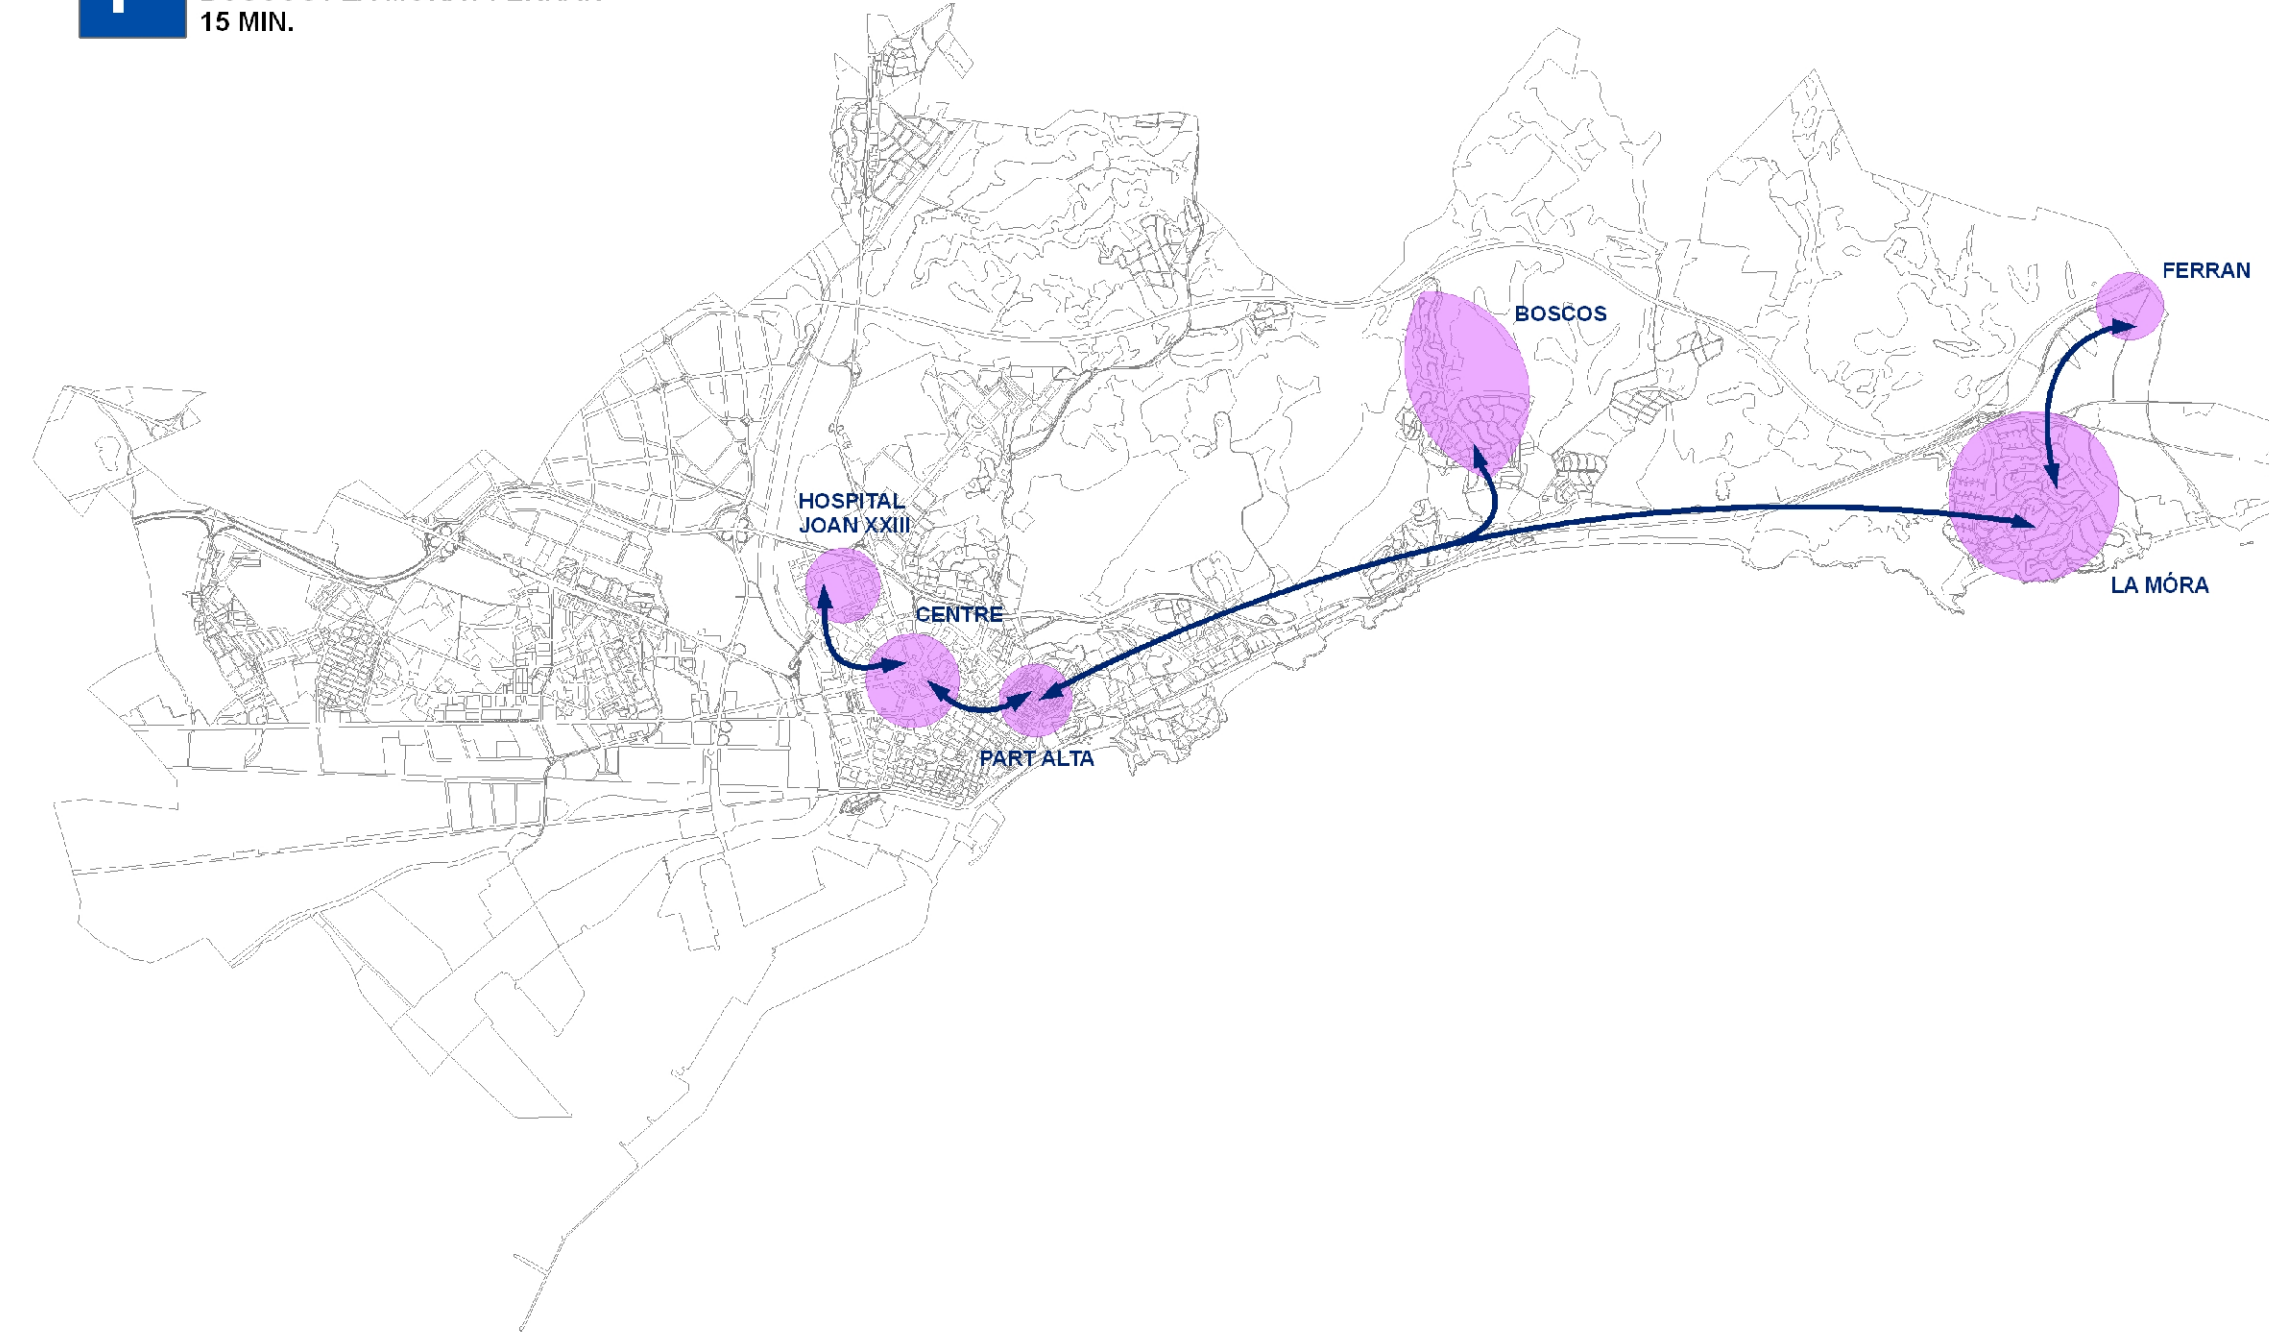 15 MIN.
FERRAN
BOSCOS
HOSPITAL
JOAN XXIII
CENTRE
LA MÓRA
PART ALTA